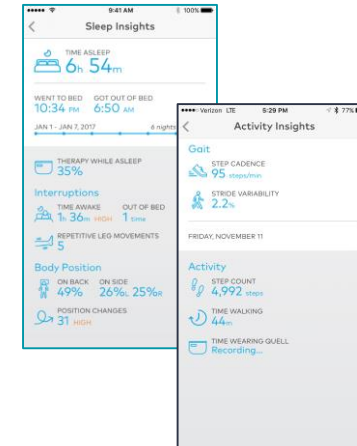 9:41 AM
100%
Sleep Insights
TIME ASLEEP
6h 54m
WENT TO BED GOT OUT OF BED
10:34 PM 6:50 AM
JAN 1 - JAN 7, 2017 6 nights
THERAPY WHILE ASLEEP
35%
Interruptions
TIME AWAKE OUT OF BED
1h 36m HIGH 1 time
REPETITIVE LEG MOVEMENTS
5
Body Position
ON BACK ON SIDE
49% 26%L 25%R
POSITION CHANGES
31 HIGH
Verizon LTE 5:29 PM 77%
Activity Insights
Gait
STEP CADENCE
95 steps/min
STRIDE VARIABILITY
2.2%
FRIDAY, NOVEMBER 11
Activity
STEP COUNT
4,992 steps
TIME WALKING
44m
TIME WEARING QUELL
Recording...